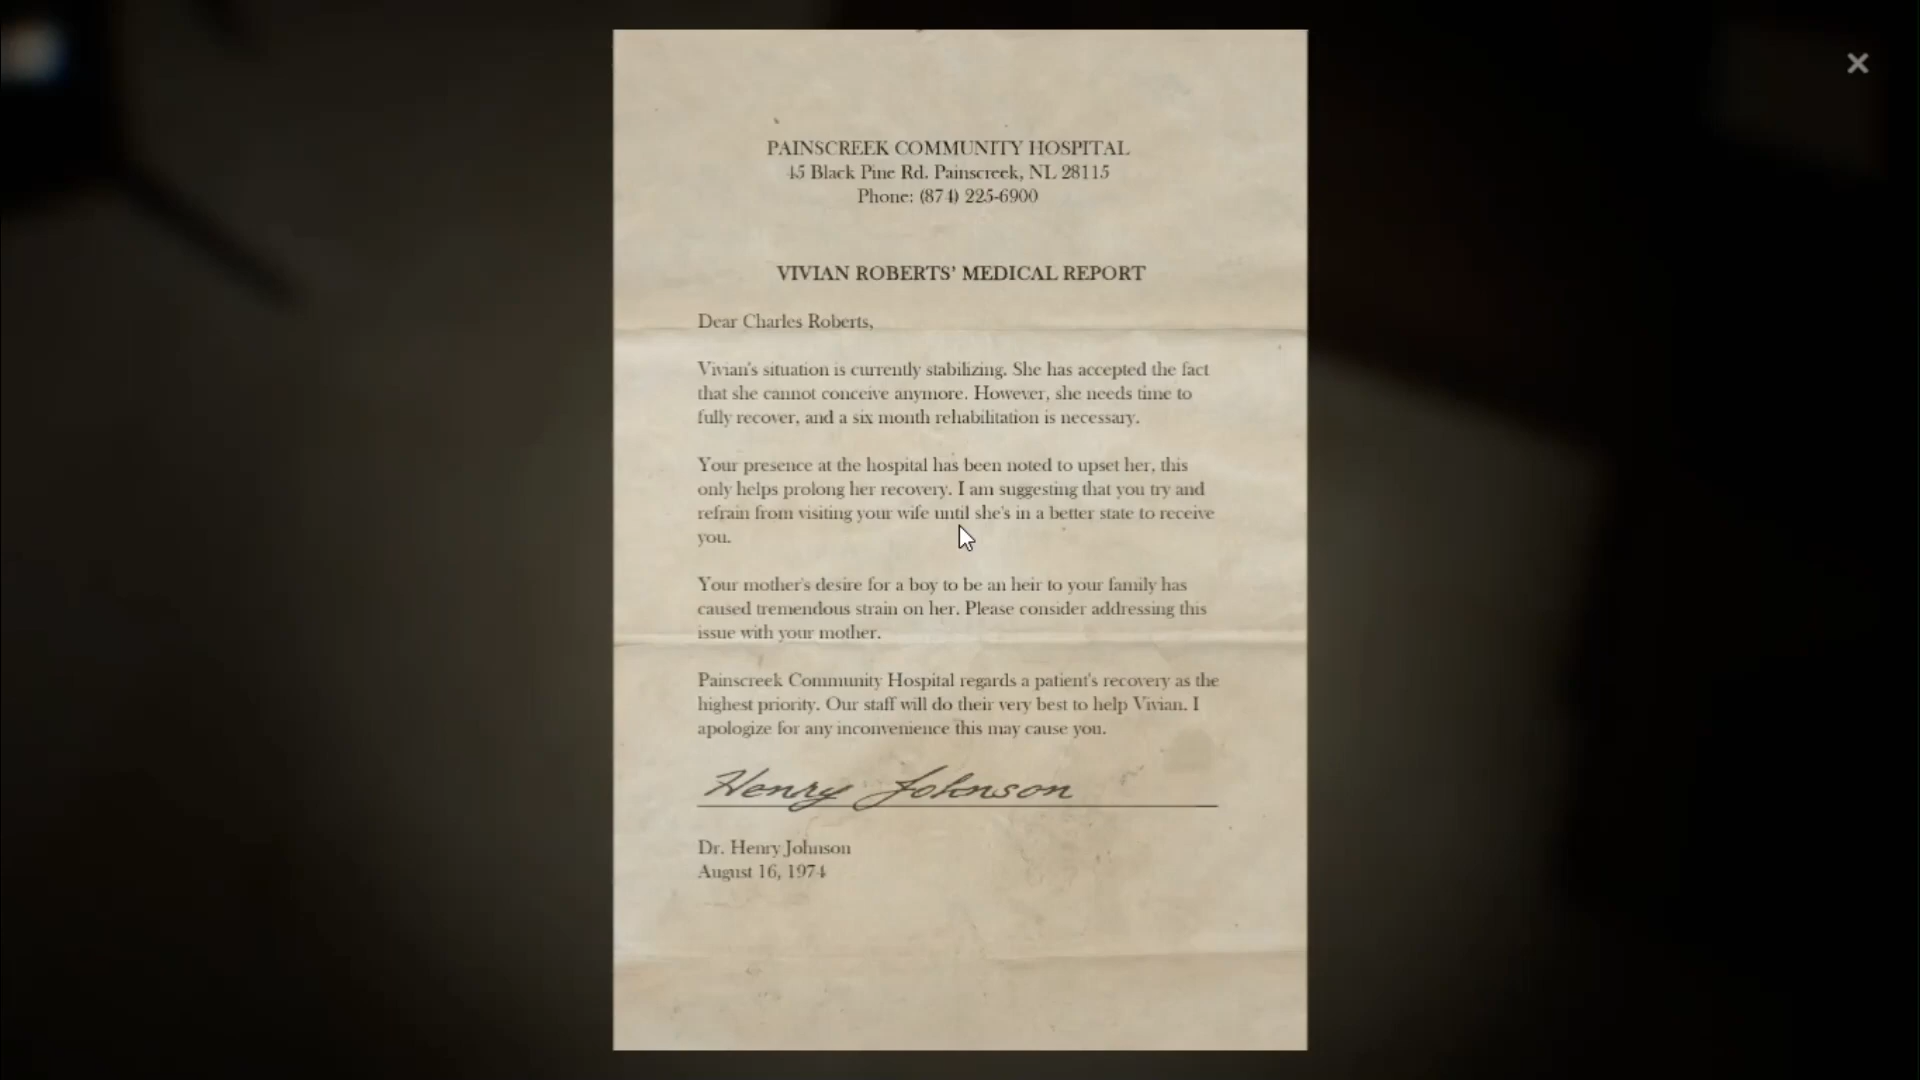 PAINSCREEK COMMUNITY HOSPITAL
45 Black Pine Rd. Painscreek, NL 28115
Phone: (874) 225-6900
VIVIAN ROBERTS' MEDICAL REPORT
Dear Charles Roberts,
Vivian's situation is currently stabilizing. She has accepted the fact
that she cannot conceive anymore. However, she needs time to
fully recover, and a six month rehabilitation is necessary.
Your presence at the hospital has been noted to upset her, this
only helps prolong her recovery. I am suggesting that you try and
refrain from visiting your wife until she's in a better state to receive
you.
Your mother's desire for a boy to be an heir to your family has
caused tremendous strain on her. Please consider addressing this
issue with your mother.
Painscreek Community Hospital regards a patient's recovery as the
highest priority. Our staff will do their very best to help Vivian. I
apologize for any inconvenience this may cause you.
Henry Johnson
Dr. Henry Johnson
August 16, 1974